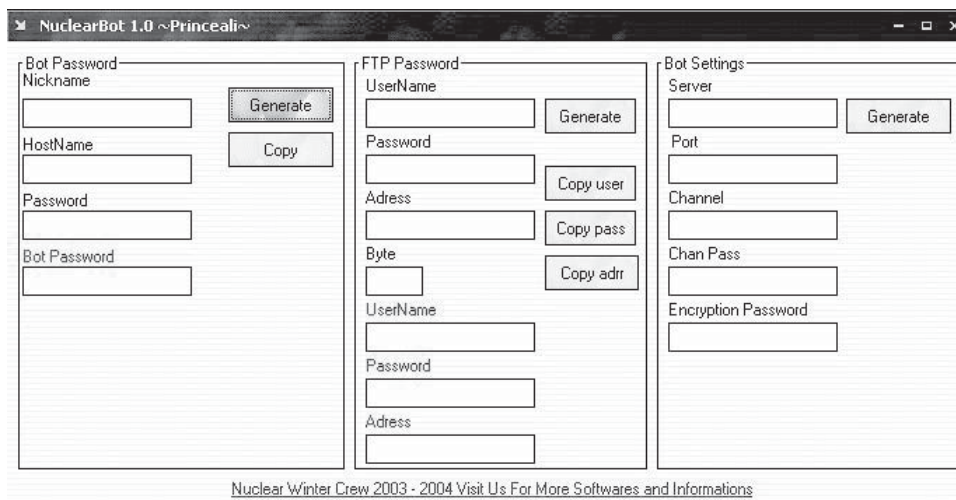 NuclearBot 1.0 ~Princeali~
Bot Password
Nickname
Generate
HostName
Copy
Password
Bot Password
FTP Password
UserName
Generate
Password
Copy user
Adress
Copy pass
Byte
Copy adrr
UserName
Password
Adress
Bot Settings
Server
Generate
Port
Channel
Chan Pass
Encryption Password
Nuclear Winter Crew 2003 - 2004 Visit Us For More Softwares and Informations